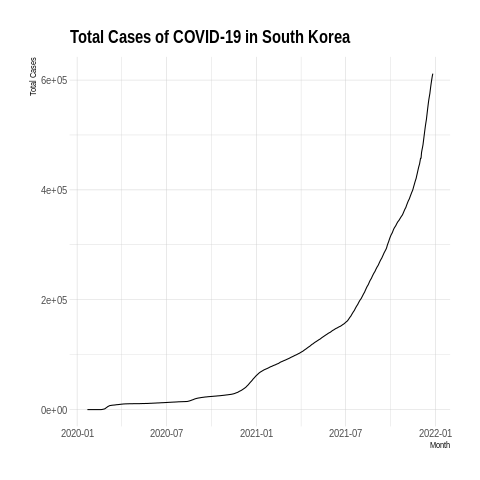 Total Cases of COVID-19 in South Korea
Total Cases
6e+05
4e+05
2e+05
0e+00
2020-01 2020-07 2021-01 2021-07 2022-01
Month